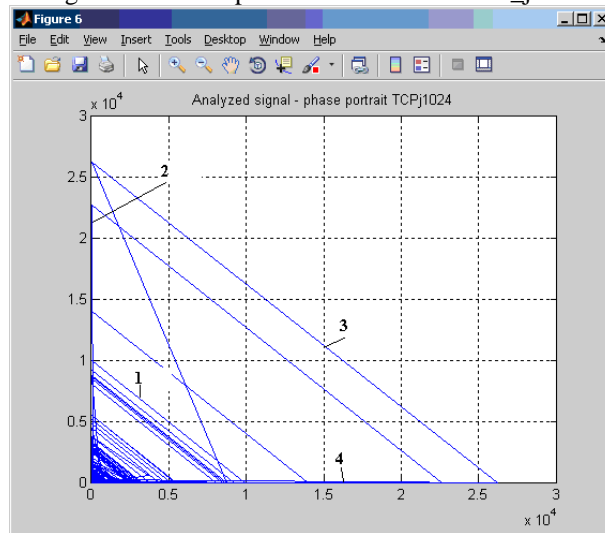 Figure 6
File Edit View Insert Tools Desktop Window Help
Analyzed signal - phase portrait TCPj1024
x 10^4
3
2.5
2
1.5
1
0.5
0
2
3
1
4
0 0.5 1 1.5 2 2.5 3
x 10^4